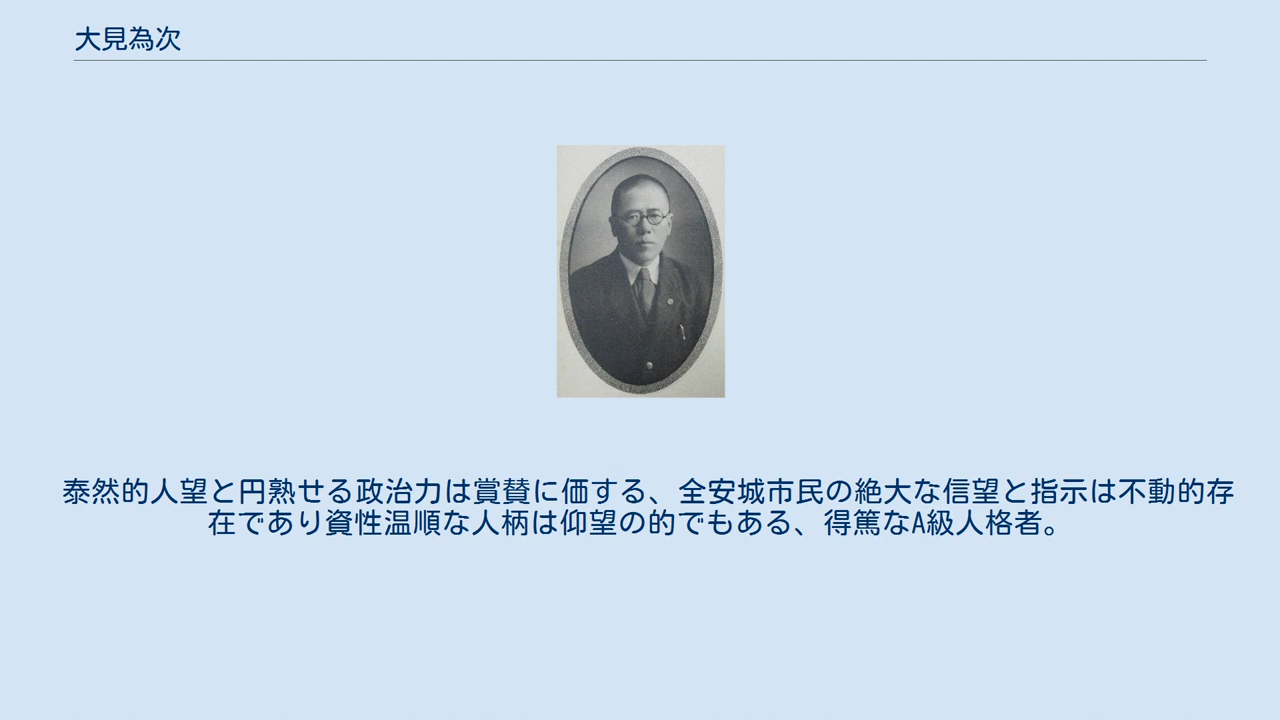 大見為次
泰然的人望と円熟せる政治力は賞賛に価する、全安城市民の絶大な信望と指示は不動的存
在であり資性温順な人柄は仰望の的でもある、得篤なA級人格者。